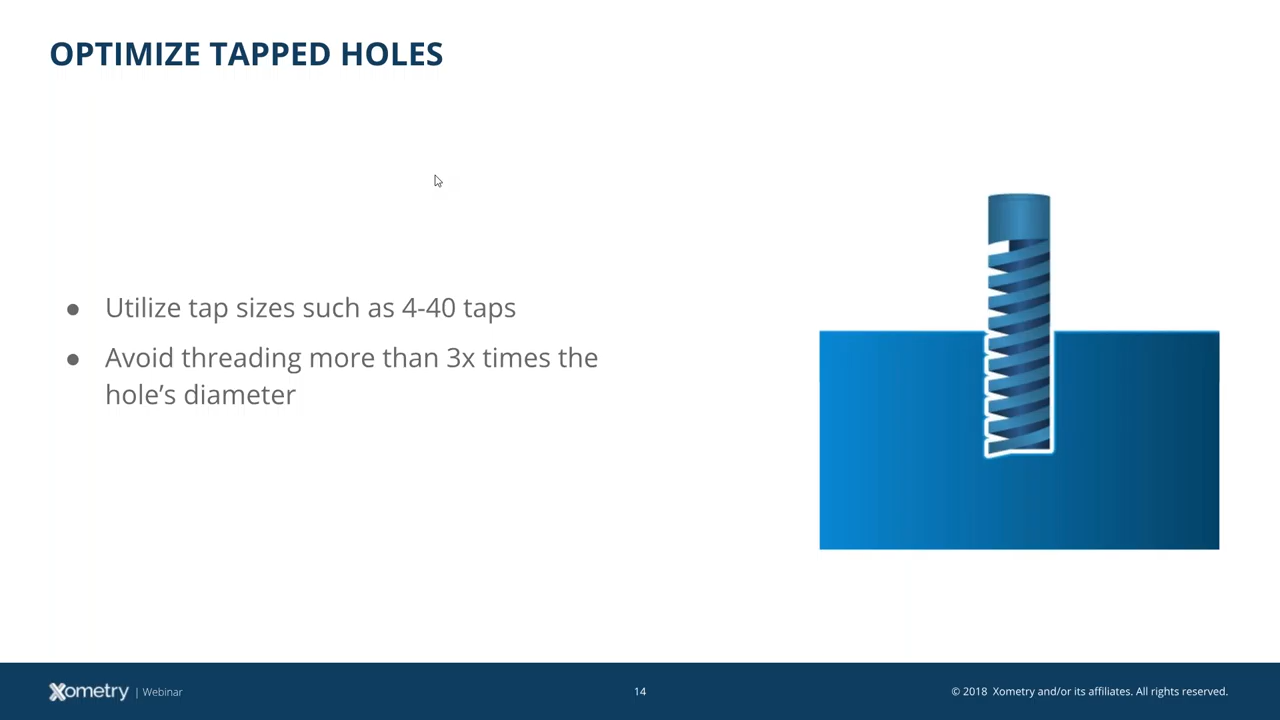 OPTIMIZE TAPPED HOLES
● Utilize tap sizes such as 4-40 taps
● Avoid threading more than 3x times the
hole’s diameter
Xometry | Webinar
14
© 2018 Xometry and/or its affiliates. All rights reserved.